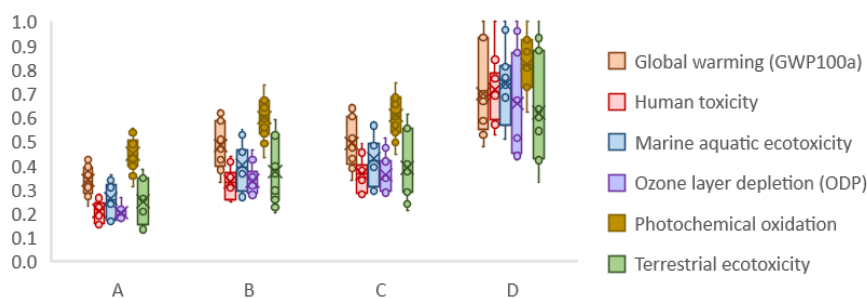 1.0
0.9
0.8
0.7
0.6
0.5
0.4
0.3
0.2
0.1
0.0
A B C D
Global warming (GWP100a)
Human toxicity
Marine aquatic ecotoxicity
Ozone layer depletion (ODP)
Photochemical oxidation
Terrestrial ecotoxicity